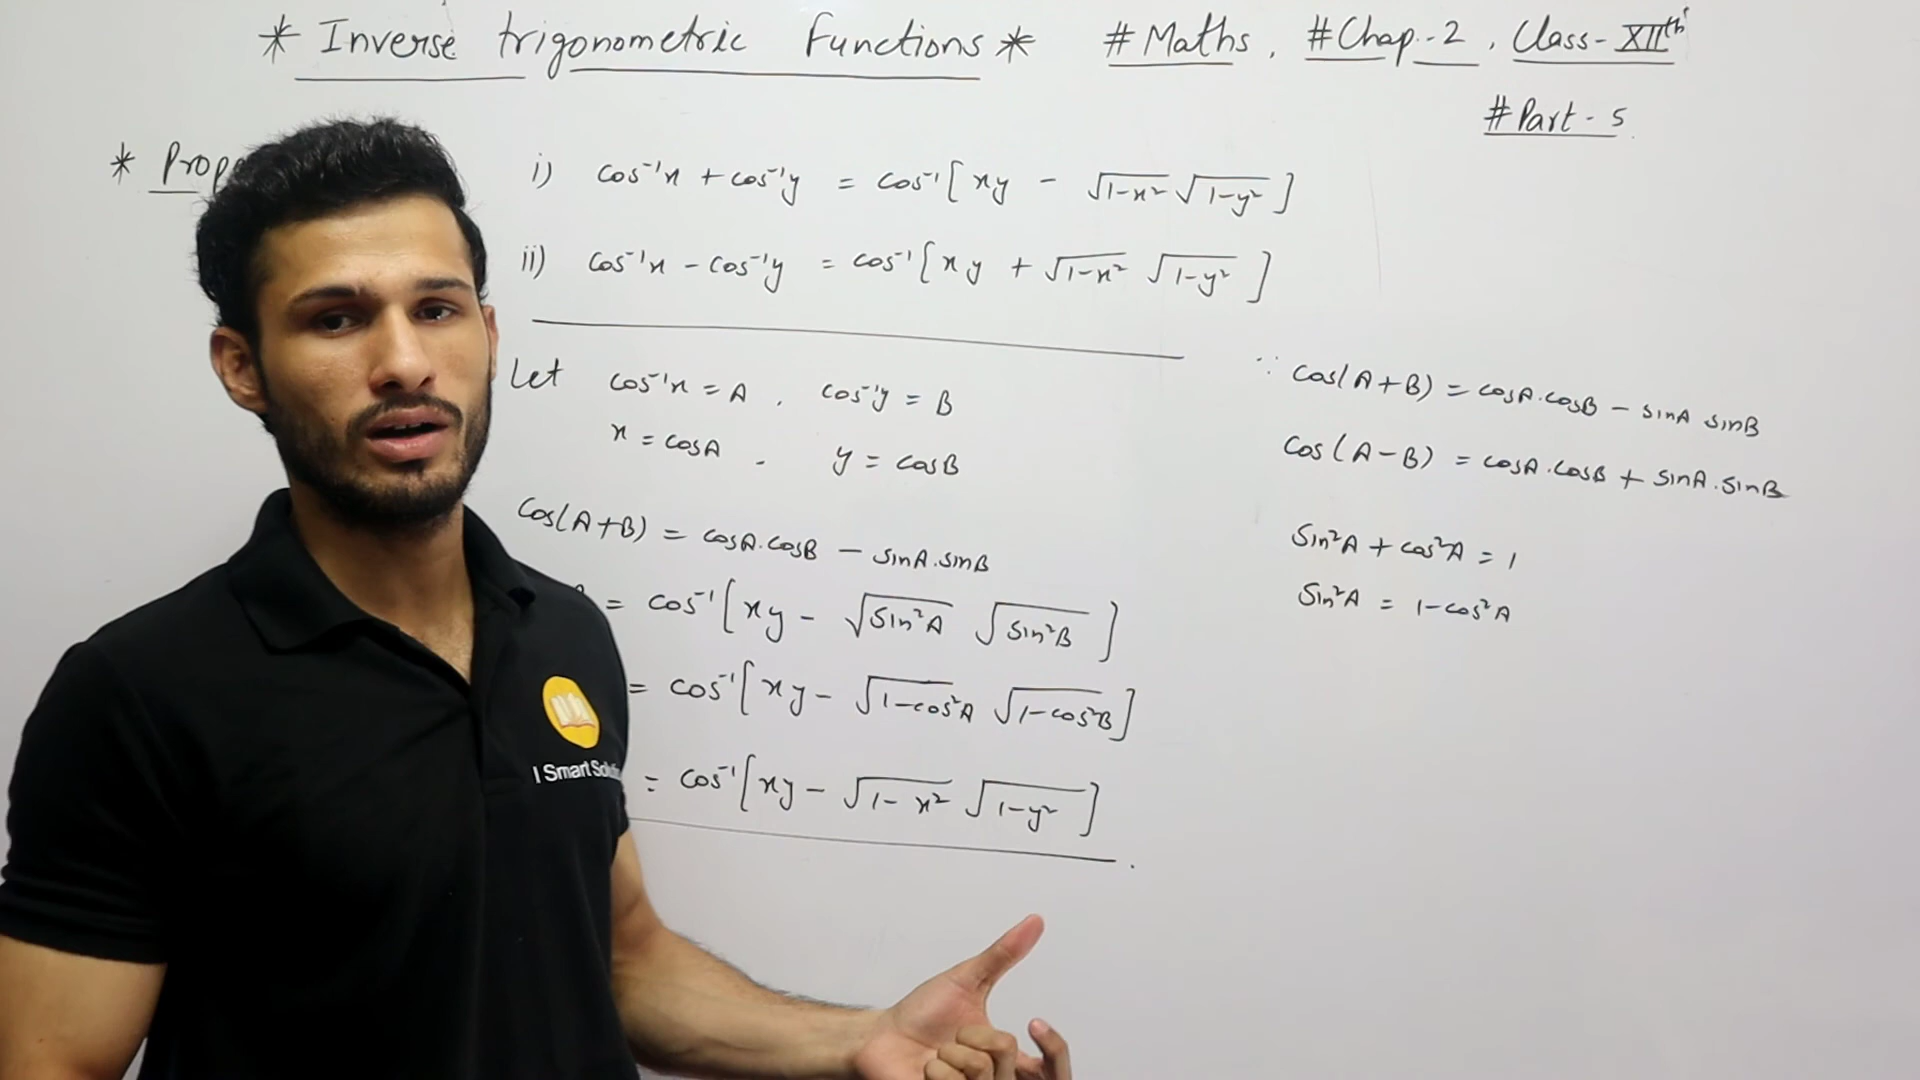 * Inverse trigonometric Functions * # Maths, # Chap.-2, Class-XIIth
# Part-5
*
i) cos⁻¹x + cos⁻¹y = cos⁻¹[xy - √1-x² √1-y²]
ii) cos⁻¹x - cos⁻¹y = cos⁻¹[xy + √1-x² √1-y²]
Let cos⁻¹x = A , cos⁻¹y = B
x = cosA , y = cosB
cos(A+B) = cosA.cosB - sinA.sinB
= cos⁻¹[xy - √sin²A √sin²B]
= cos⁻¹[xy - √1-cos²A √1-cos²B]
= cos⁻¹[xy - √1-x² √1-y²]
∵ cos(A+B) = cosA.cosB - sinA sinB
cos(A-B) = cosA.cosB + sinA.sinB
sin²A + cos²A = 1
sin²A = 1-cos²A
I Smart